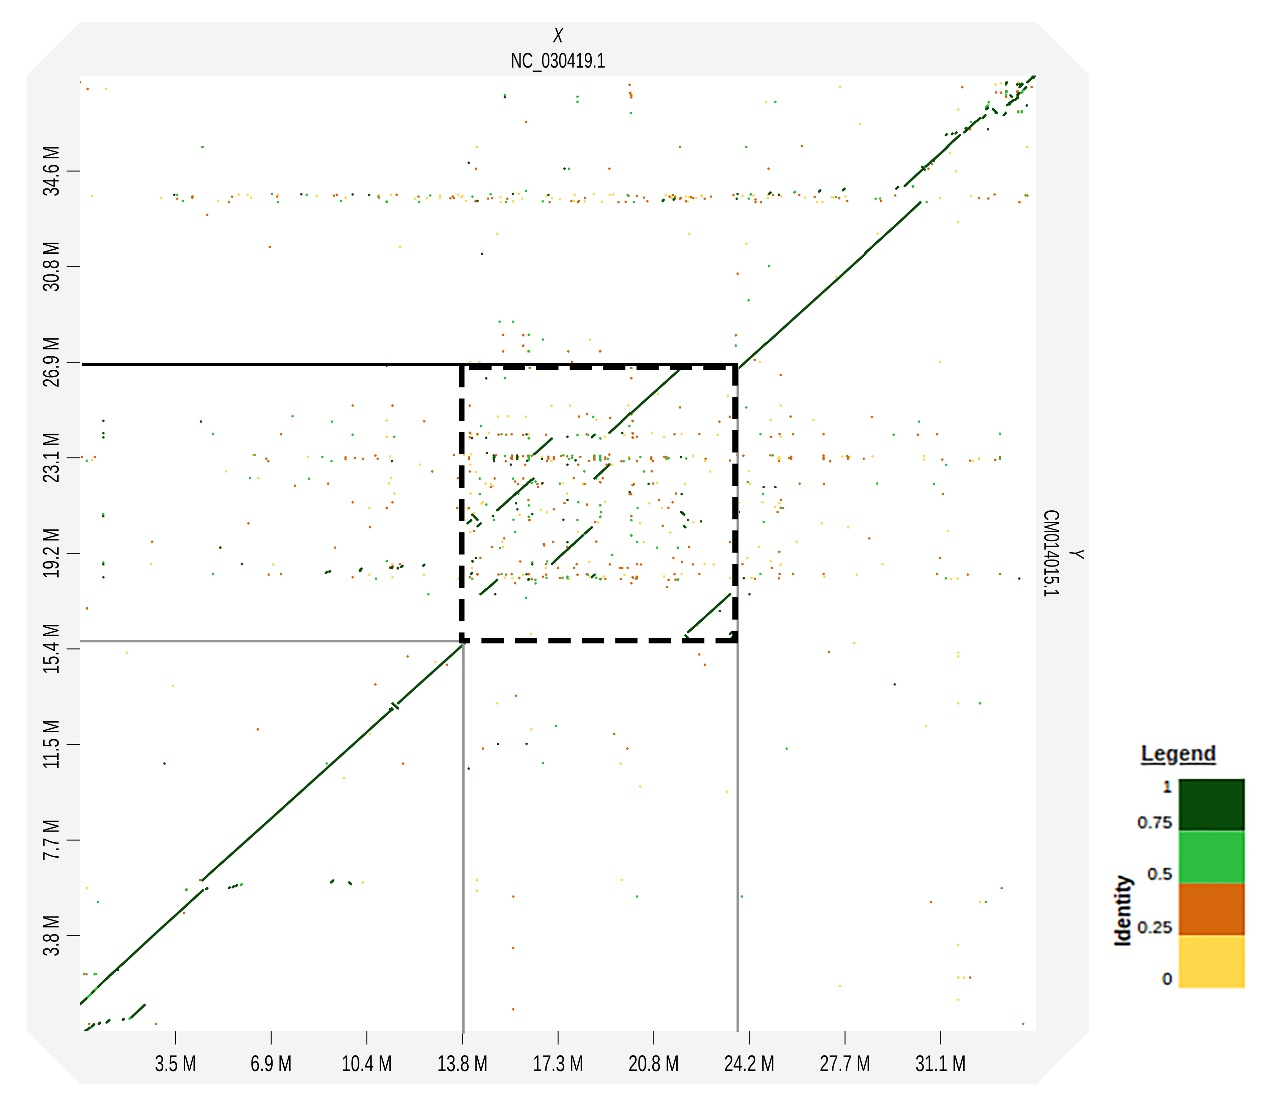 X
NC_030419.1
34.6 M
30.8 M
26.9 M
23.1 M
19.2 M
15.4 M
11.5 M
7.7 M
3.8 M
Y
CM014015.1
3.5 M
6.9 M
10.4 M
13.8 M
17.3 M
20.8 M
24.2 M
27.7 M
31.1 M
Legend
1
0.75
0.5
0.25
0
Identity